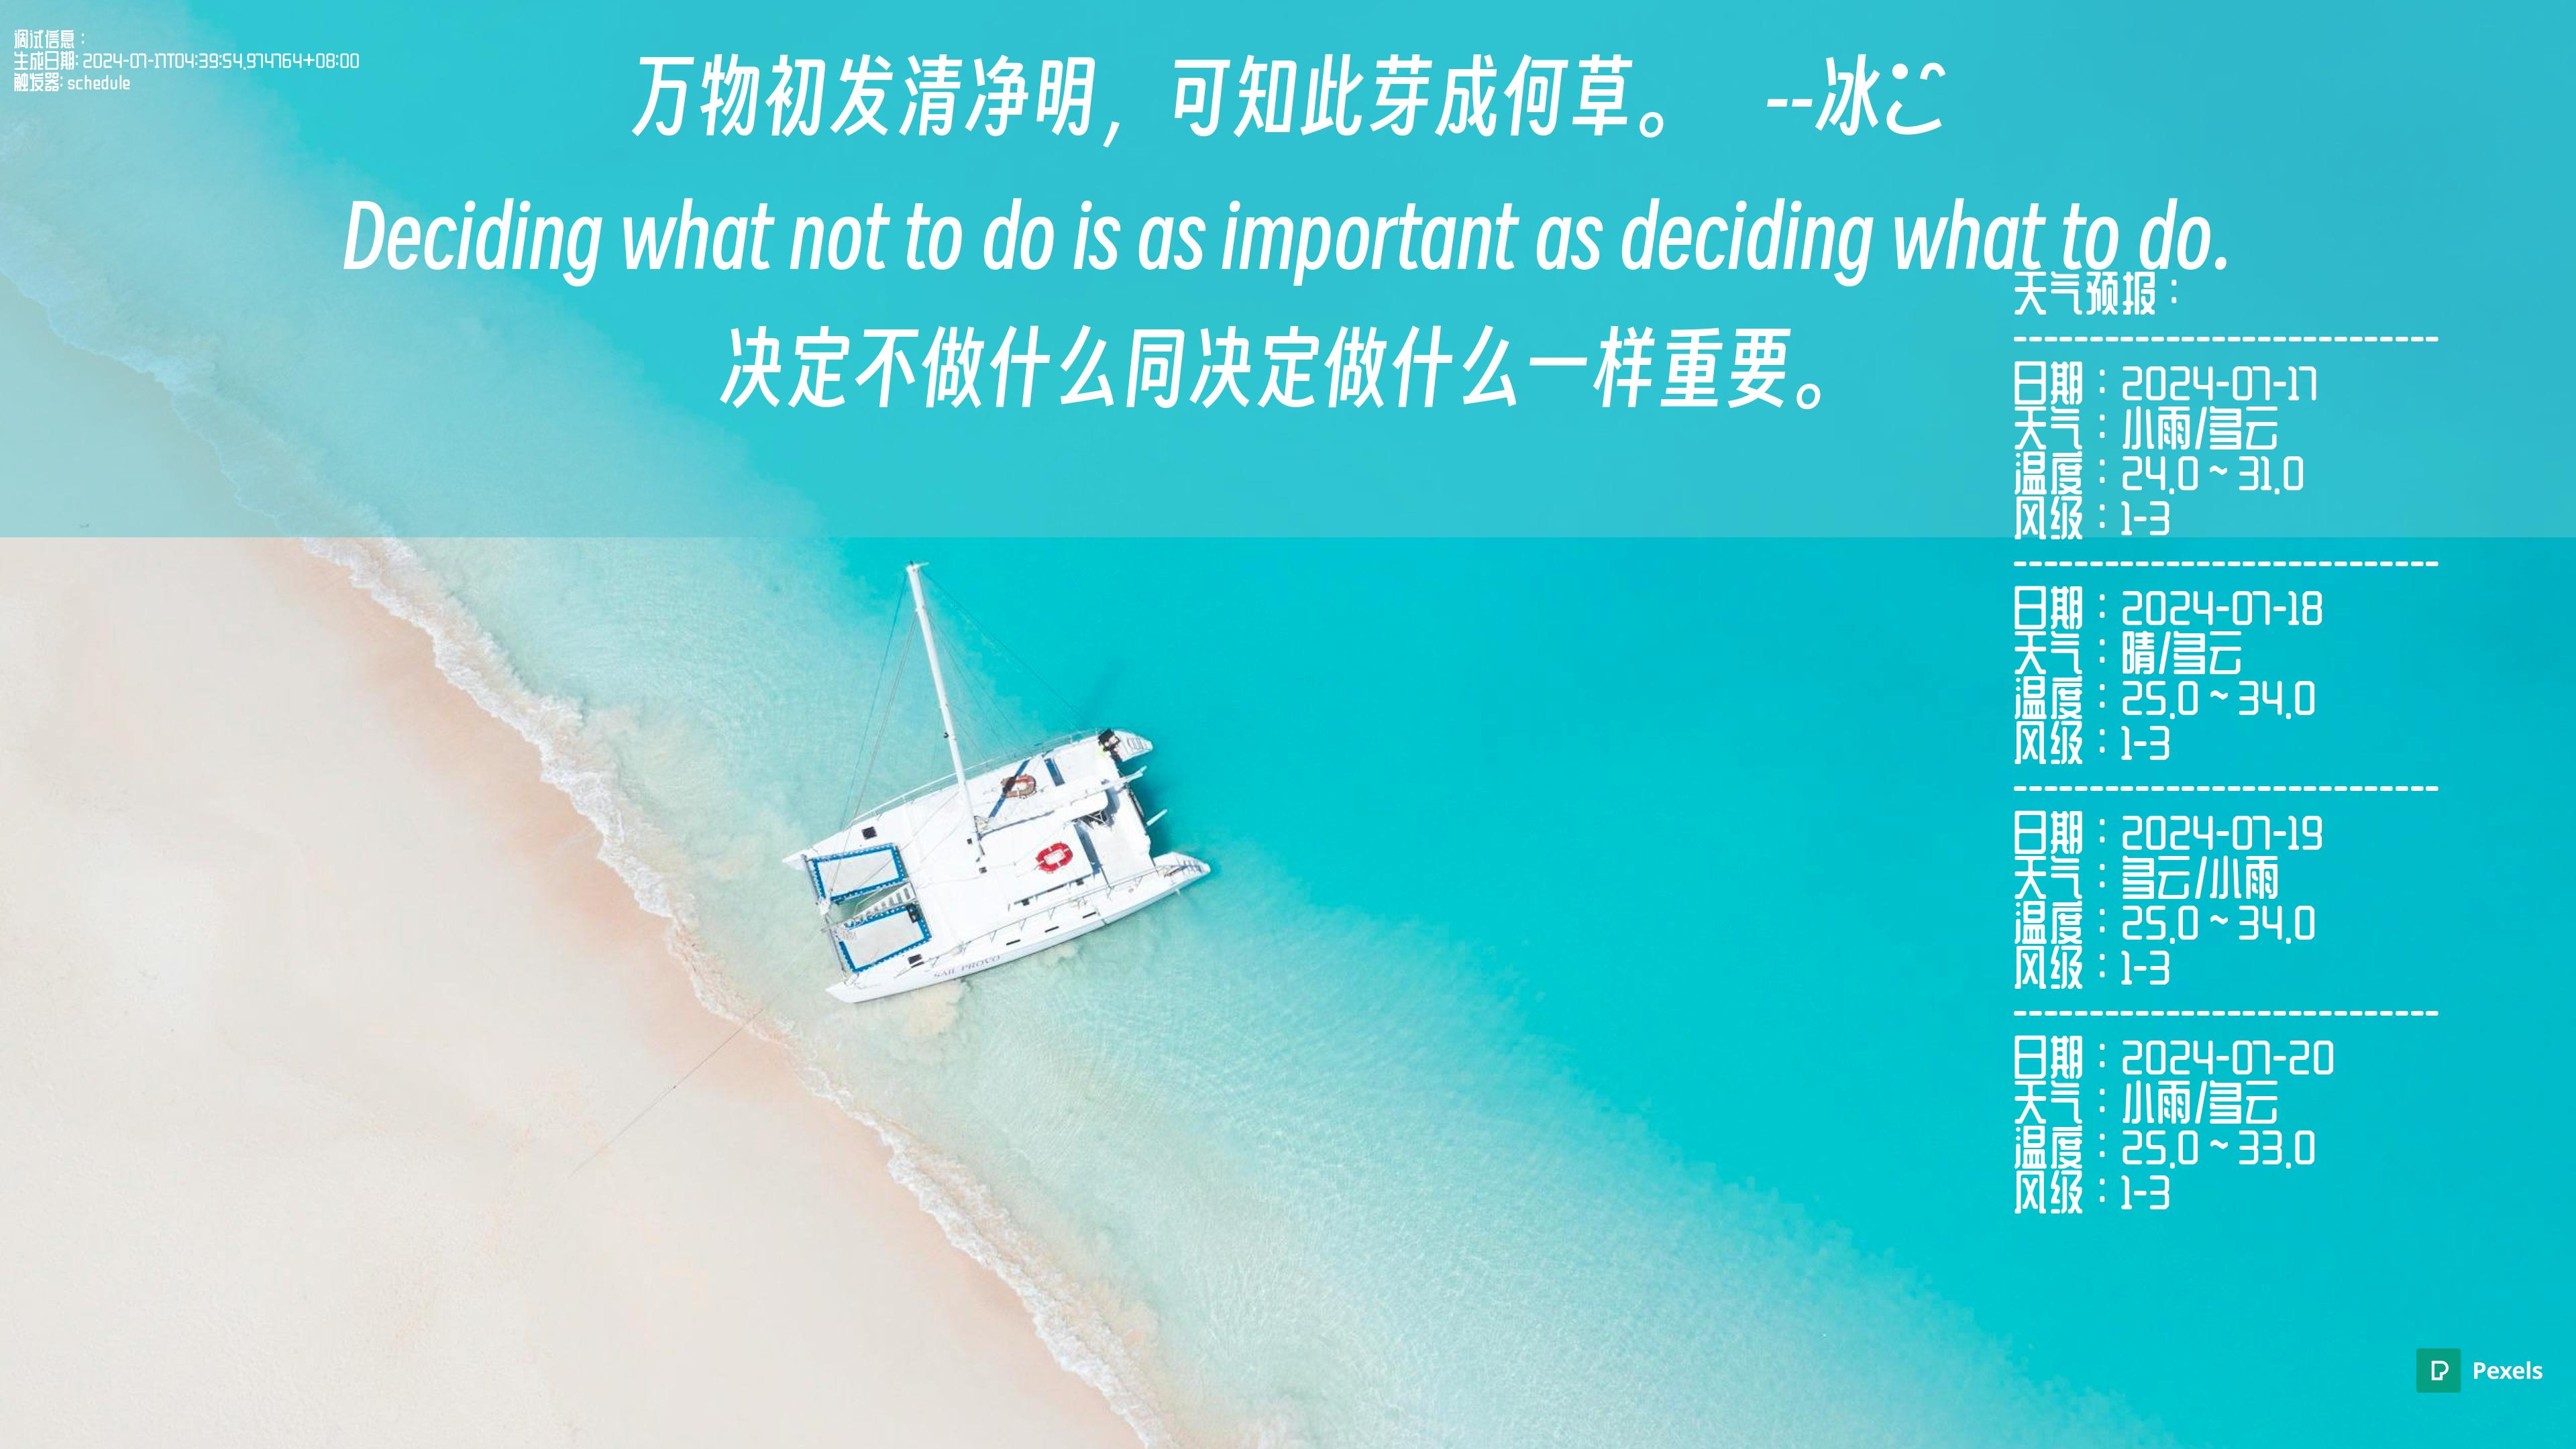 调试信息：
生成日期: 2024-07-17T04:39:54.974764+08:00
触发器: schedule
万物初发清净明，可知此芽成何草。 --冰
Deciding what not to do is as important as deciding what to do.
决定不做什么同决定做什么一样重要。
天气预报：
----------------------------
日期：2024-07-17
天气：小雨/多云
温度：24.0 ~ 31.0
风级：1-3
----------------------------
日期：2024-07-18
天气：晴/多云
温度：25.0 ~ 34.0
风级：1-3
----------------------------
日期：2024-07-19
天气：多云/小雨
温度：25.0 ~ 34.0
风级：1-3
----------------------------
日期：2024-07-20
天气：小雨/多云
温度：25.0 ~ 33.0
风级：1-3
SAIL PROVO
Pexels